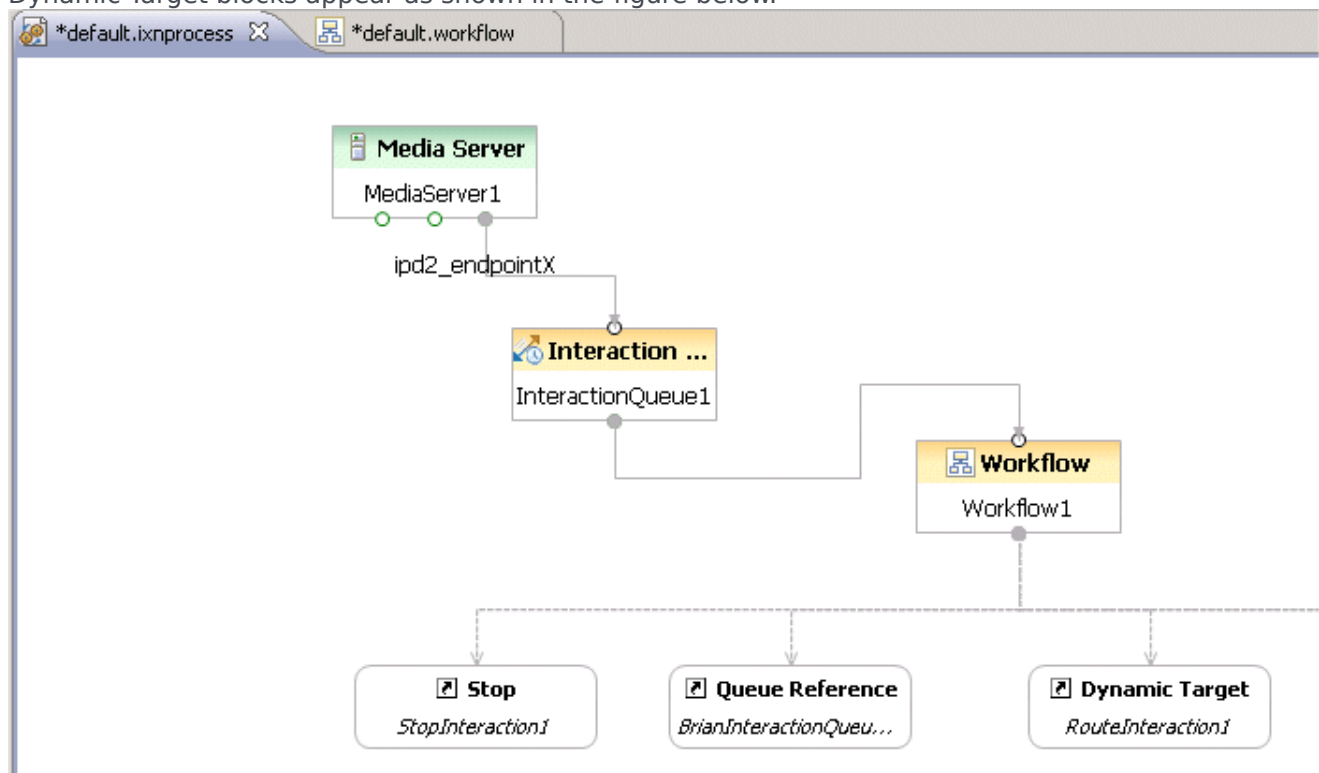 Dynamic Target blocks appear as shown in the figure below.
*default.ixnprocess *default.workflow
Media Server
MediaServer1
ipd2_endpointX
Interaction ...
InteractionQueue1
Workflow
Workflow1
Stop Queue Reference Dynamic Target
StopInteraction1 BrianInteractionQueu... RouteInteraction1